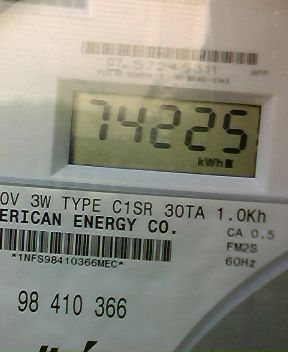 74225
kWh
0V 3W TYPE C1SR 30TA 1.0Kh
ERICAN ENERGY CO.
CA 0.5
FM2S
*1NFS98410366MEC*
60Hz
98 410 366